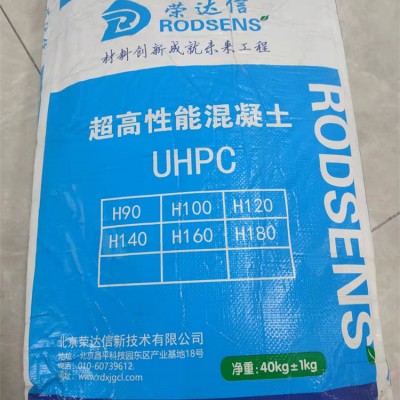 荣达信
RODSENS
材料创新成就未来工程
超高性能混凝土
UHPC
H90 H100 H120
H140 H160 H180
RODSENS
北京荣达信新技术有限公司
地址：北京昌平科技园东区产业基地18号
电话：010-60739612
www.rdxjgcl.com
净重：40kg±1kg